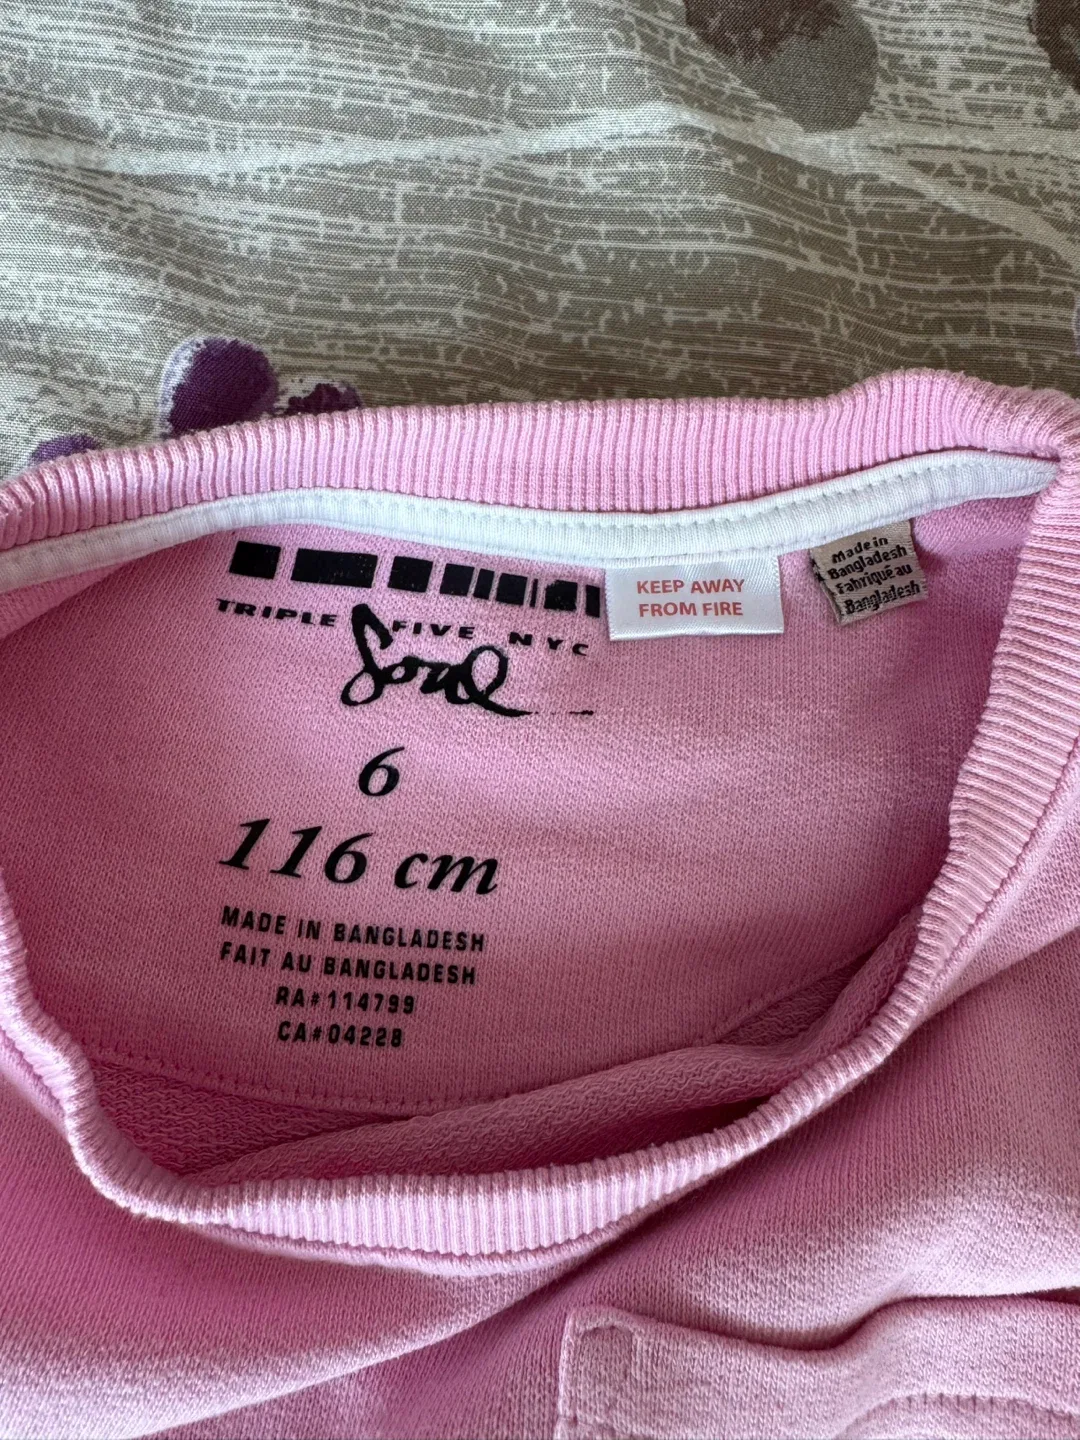 TRIPLE FIVE NYC
Soul
6
116 cm
MADE IN BANGLADESH
FAIT AU BANGLADESH
RA#114799
CA#04228
KEEP AWAY
FROM FIRE
Made in
Bangladesh
Fabriqué au
Bangladesh